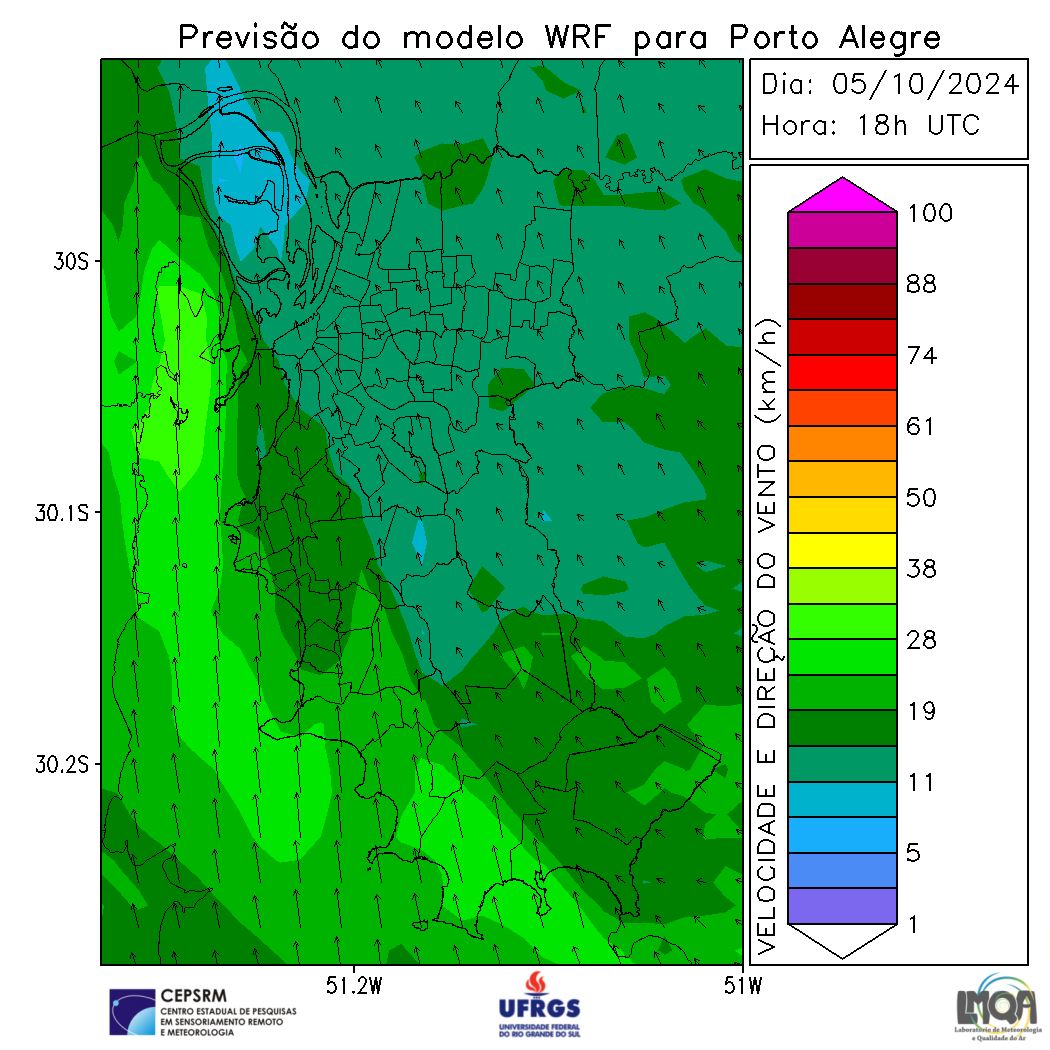 Previsão do modelo WRF para Porto Alegre
Dia: 05/10/2024
Hora: 18h UTC
30S
30.1S
30.2S
51.2W
51W
VELOCIDADE E DIREÇÃO DO VENTO (km/h)
100
88
74
61
50
38
28
19
11
5
1
CEPSRM
CENTRO ESTADUAL DE PESQUISAS
EM SENSORIAMENTO REMOTO
E METEOROLOGIA
UFRGS
UNIVERSIDADE FEDERAL
DO RIO GRANDE DO SUL
LMQA
Laboratório de Meteorologia
e Qualidade do Ar